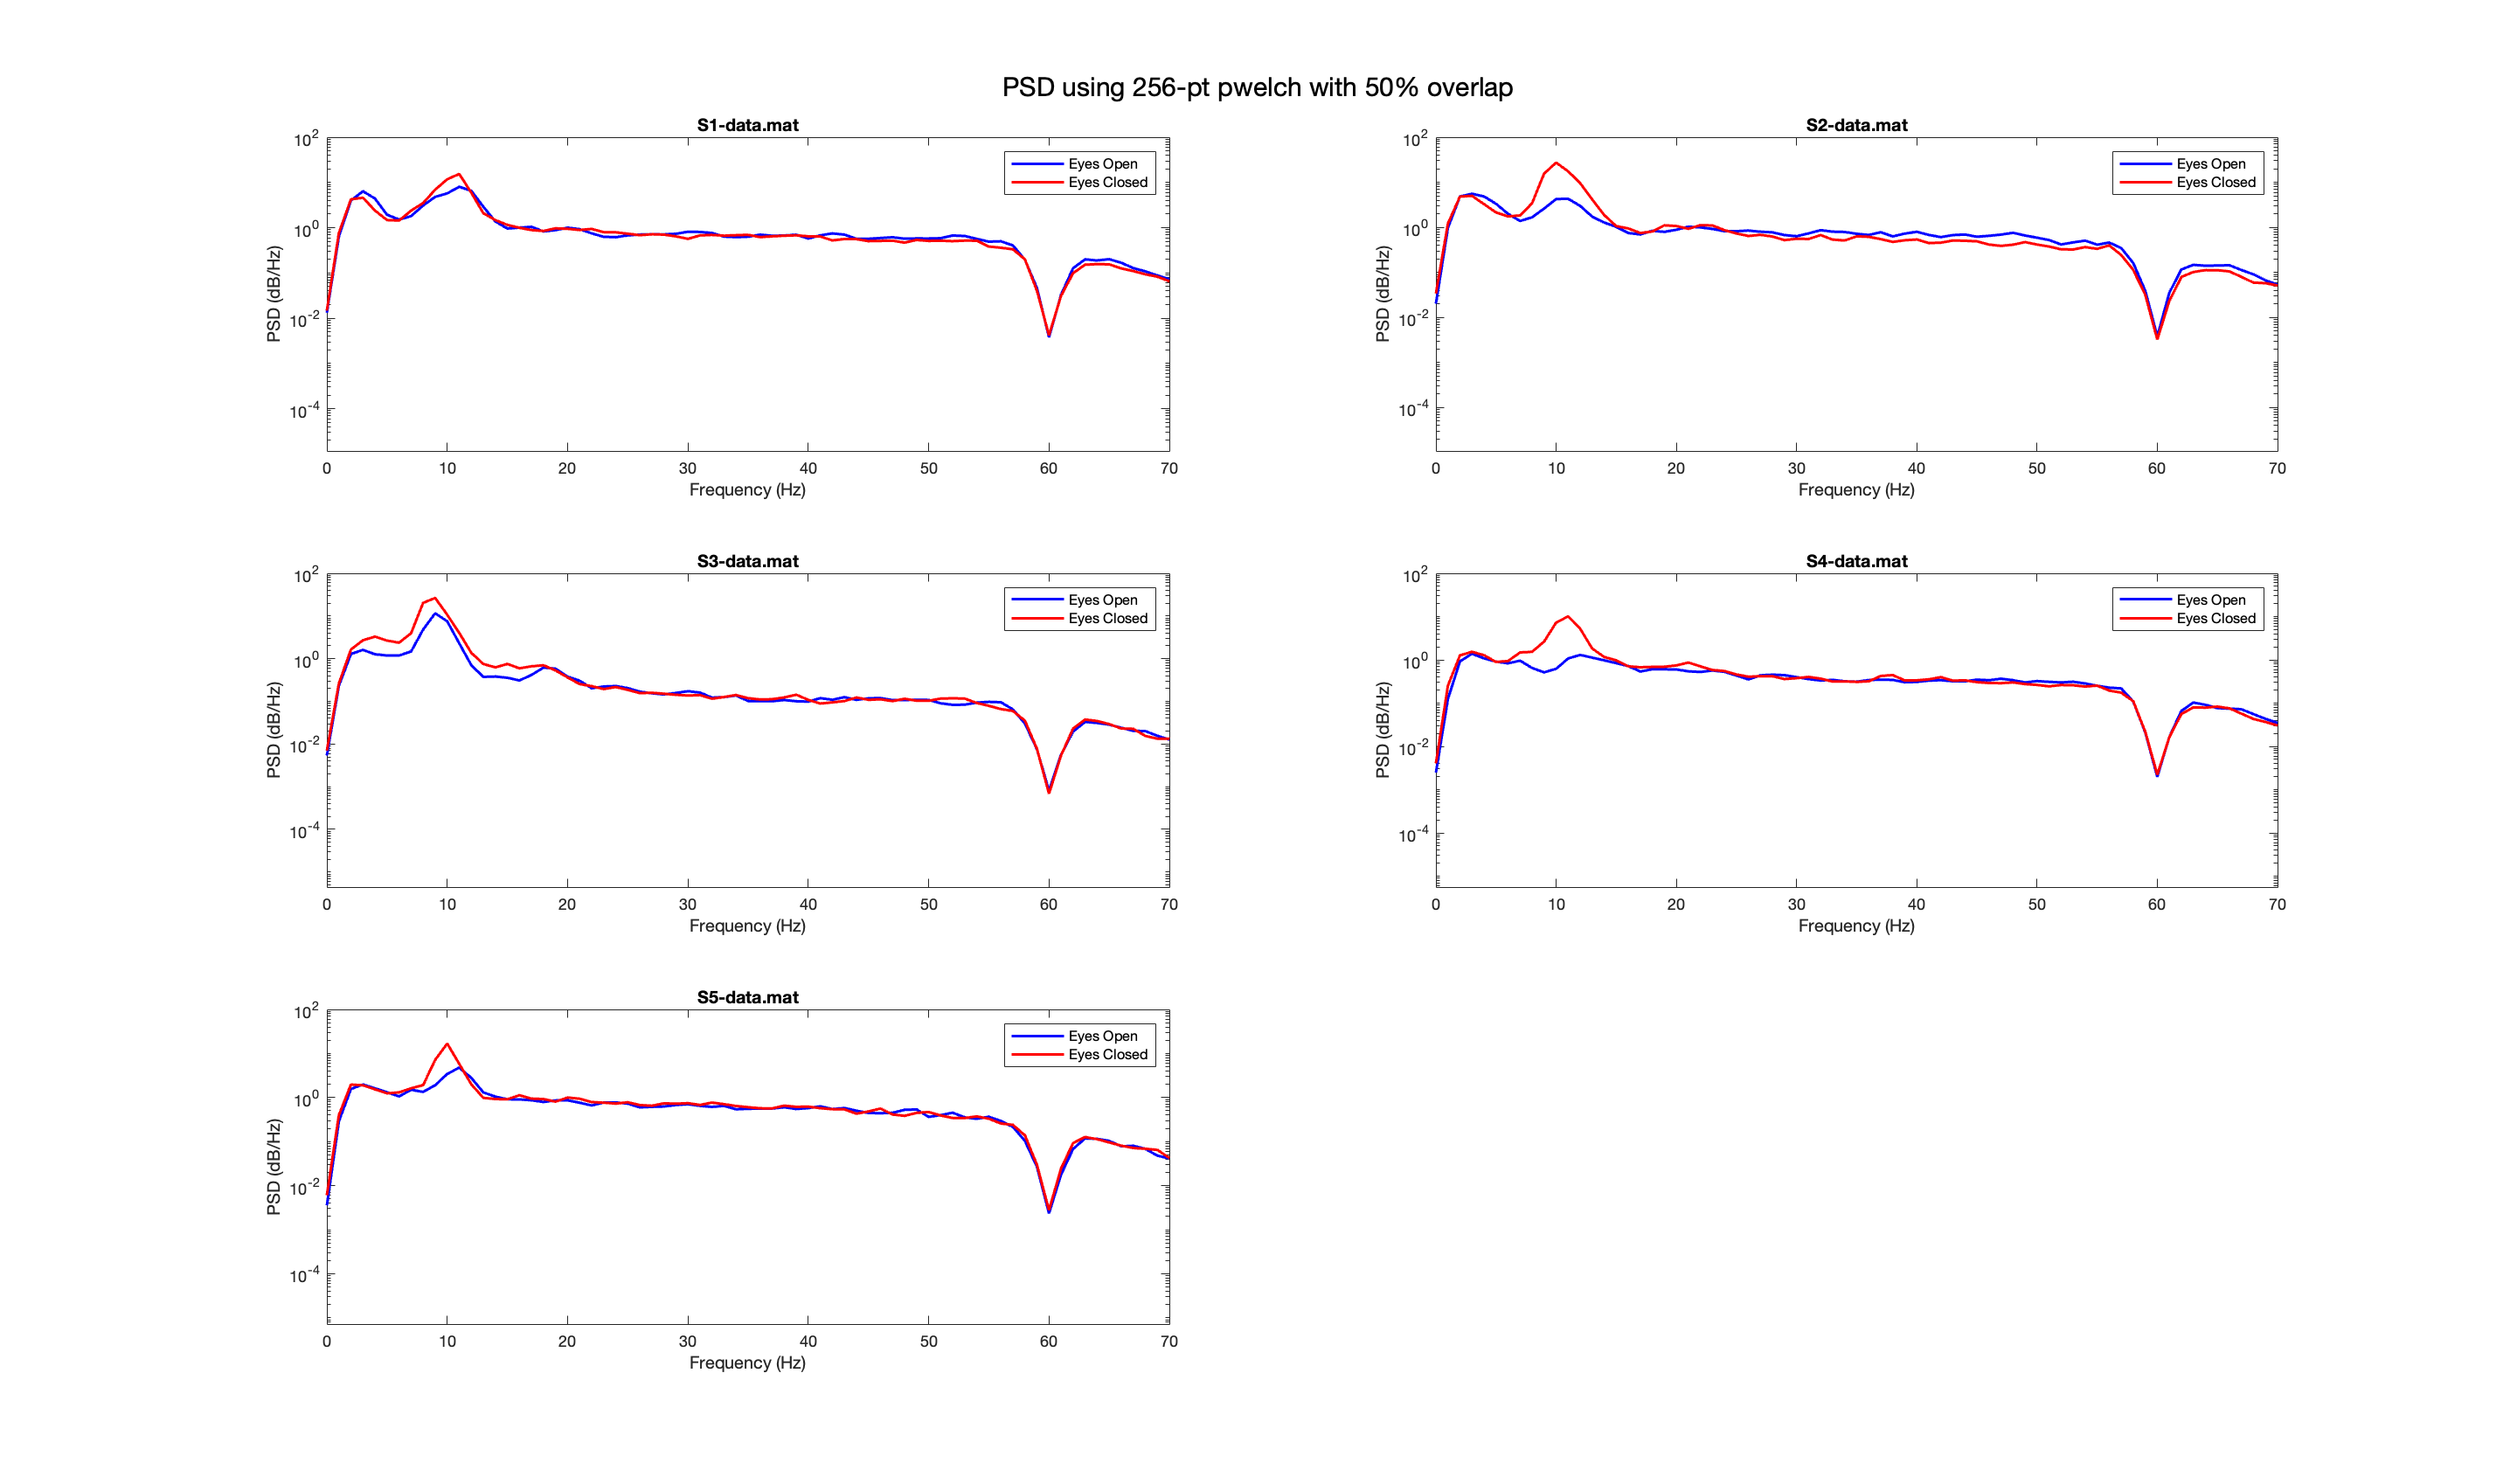 PSD using 256-pt pwelch with 50% overlap
S1-data.mat
10^2
10^0
10^-2
10^-4
PSD (dB/Hz)
Eyes Open
Eyes Closed
0 10 20 30 40 50 60 70
Frequency (Hz)
S2-data.mat
10^2
10^0
10^-2
10^-4
PSD (dB/Hz)
Eyes Open
Eyes Closed
0 10 20 30 40 50 60 70
Frequency (Hz)
S3-data.mat
10^2
10^0
10^-2
10^-4
PSD (dB/Hz)
Eyes Open
Eyes Closed
0 10 20 30 40 50 60 70
Frequency (Hz)
S4-data.mat
10^2
10^0
10^-2
10^-4
PSD (dB/Hz)
Eyes Open
Eyes Closed
0 10 20 30 40 50 60 70
Frequency (Hz)
S5-data.mat
10^2
10^0
10^-2
10^-4
PSD (dB/Hz)
Eyes Open
Eyes Closed
0 10 20 30 40 50 60 70
Frequency (Hz)